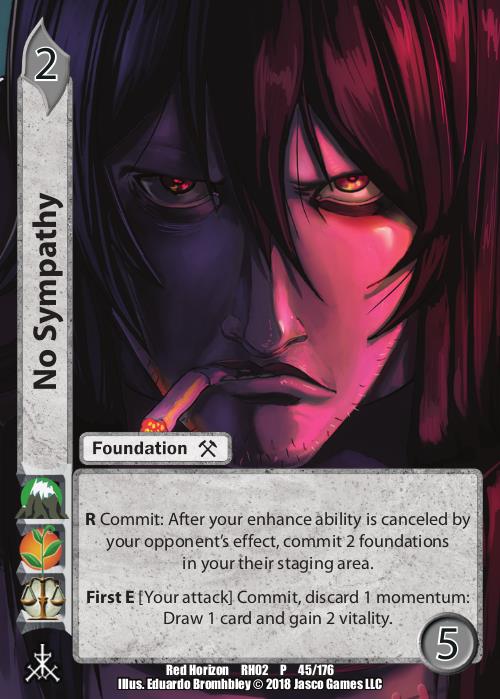 2
No Sympathy
Foundation
R Commit: After your enhance ability is canceled by
your opponent's effect, commit 2 foundations
in your their staging area.
First E [Your attack] Commit, discard 1 momentum:
Draw 1 card and gain 2 vitality.
5
Red Horizon RH02 P 45/176
Illus. Eduardo Bromhbley © 2018 Jasco Games LLC